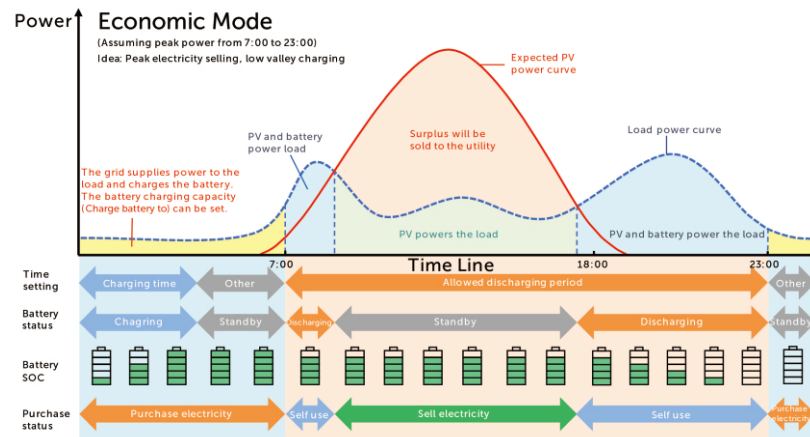 Power
Economic Mode
(Assuming peak power from 7:00 to 23:00)
Idea: Peak electricity selling, low valley charging
Expected PV
power curve
PV and battery
power load
Surplus will be
sold to the utility
Load power curve
The grid supplies power to the
load and charges the battery.
The battery charging capacity
(Charge battery to) can be set.
PV powers the load
PV and battery power the load
7:00
Time Line
18:00
23:00
Time
setting
Charging time
Other
Allowed discharging period
Other
Battery
status
Chagring
Standby
Discharging
Standby
Discharging
Standby
Battery
SOC
Purchase
status
Purchase electricity
Self use
Sell electricity
Self use
Purchase
electricity